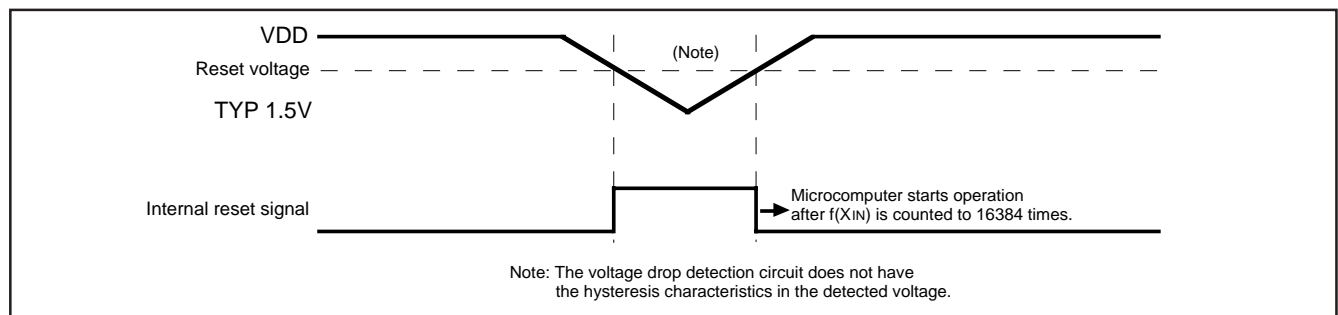 VDD
(Note)
Reset voltage
TYP 1.5V
Internal reset signal
Microcomputer starts operation
after f(XIN) is counted to 16384 times.
Note: The voltage drop detection circuit does not have
the hysteresis characteristics in the detected voltage.